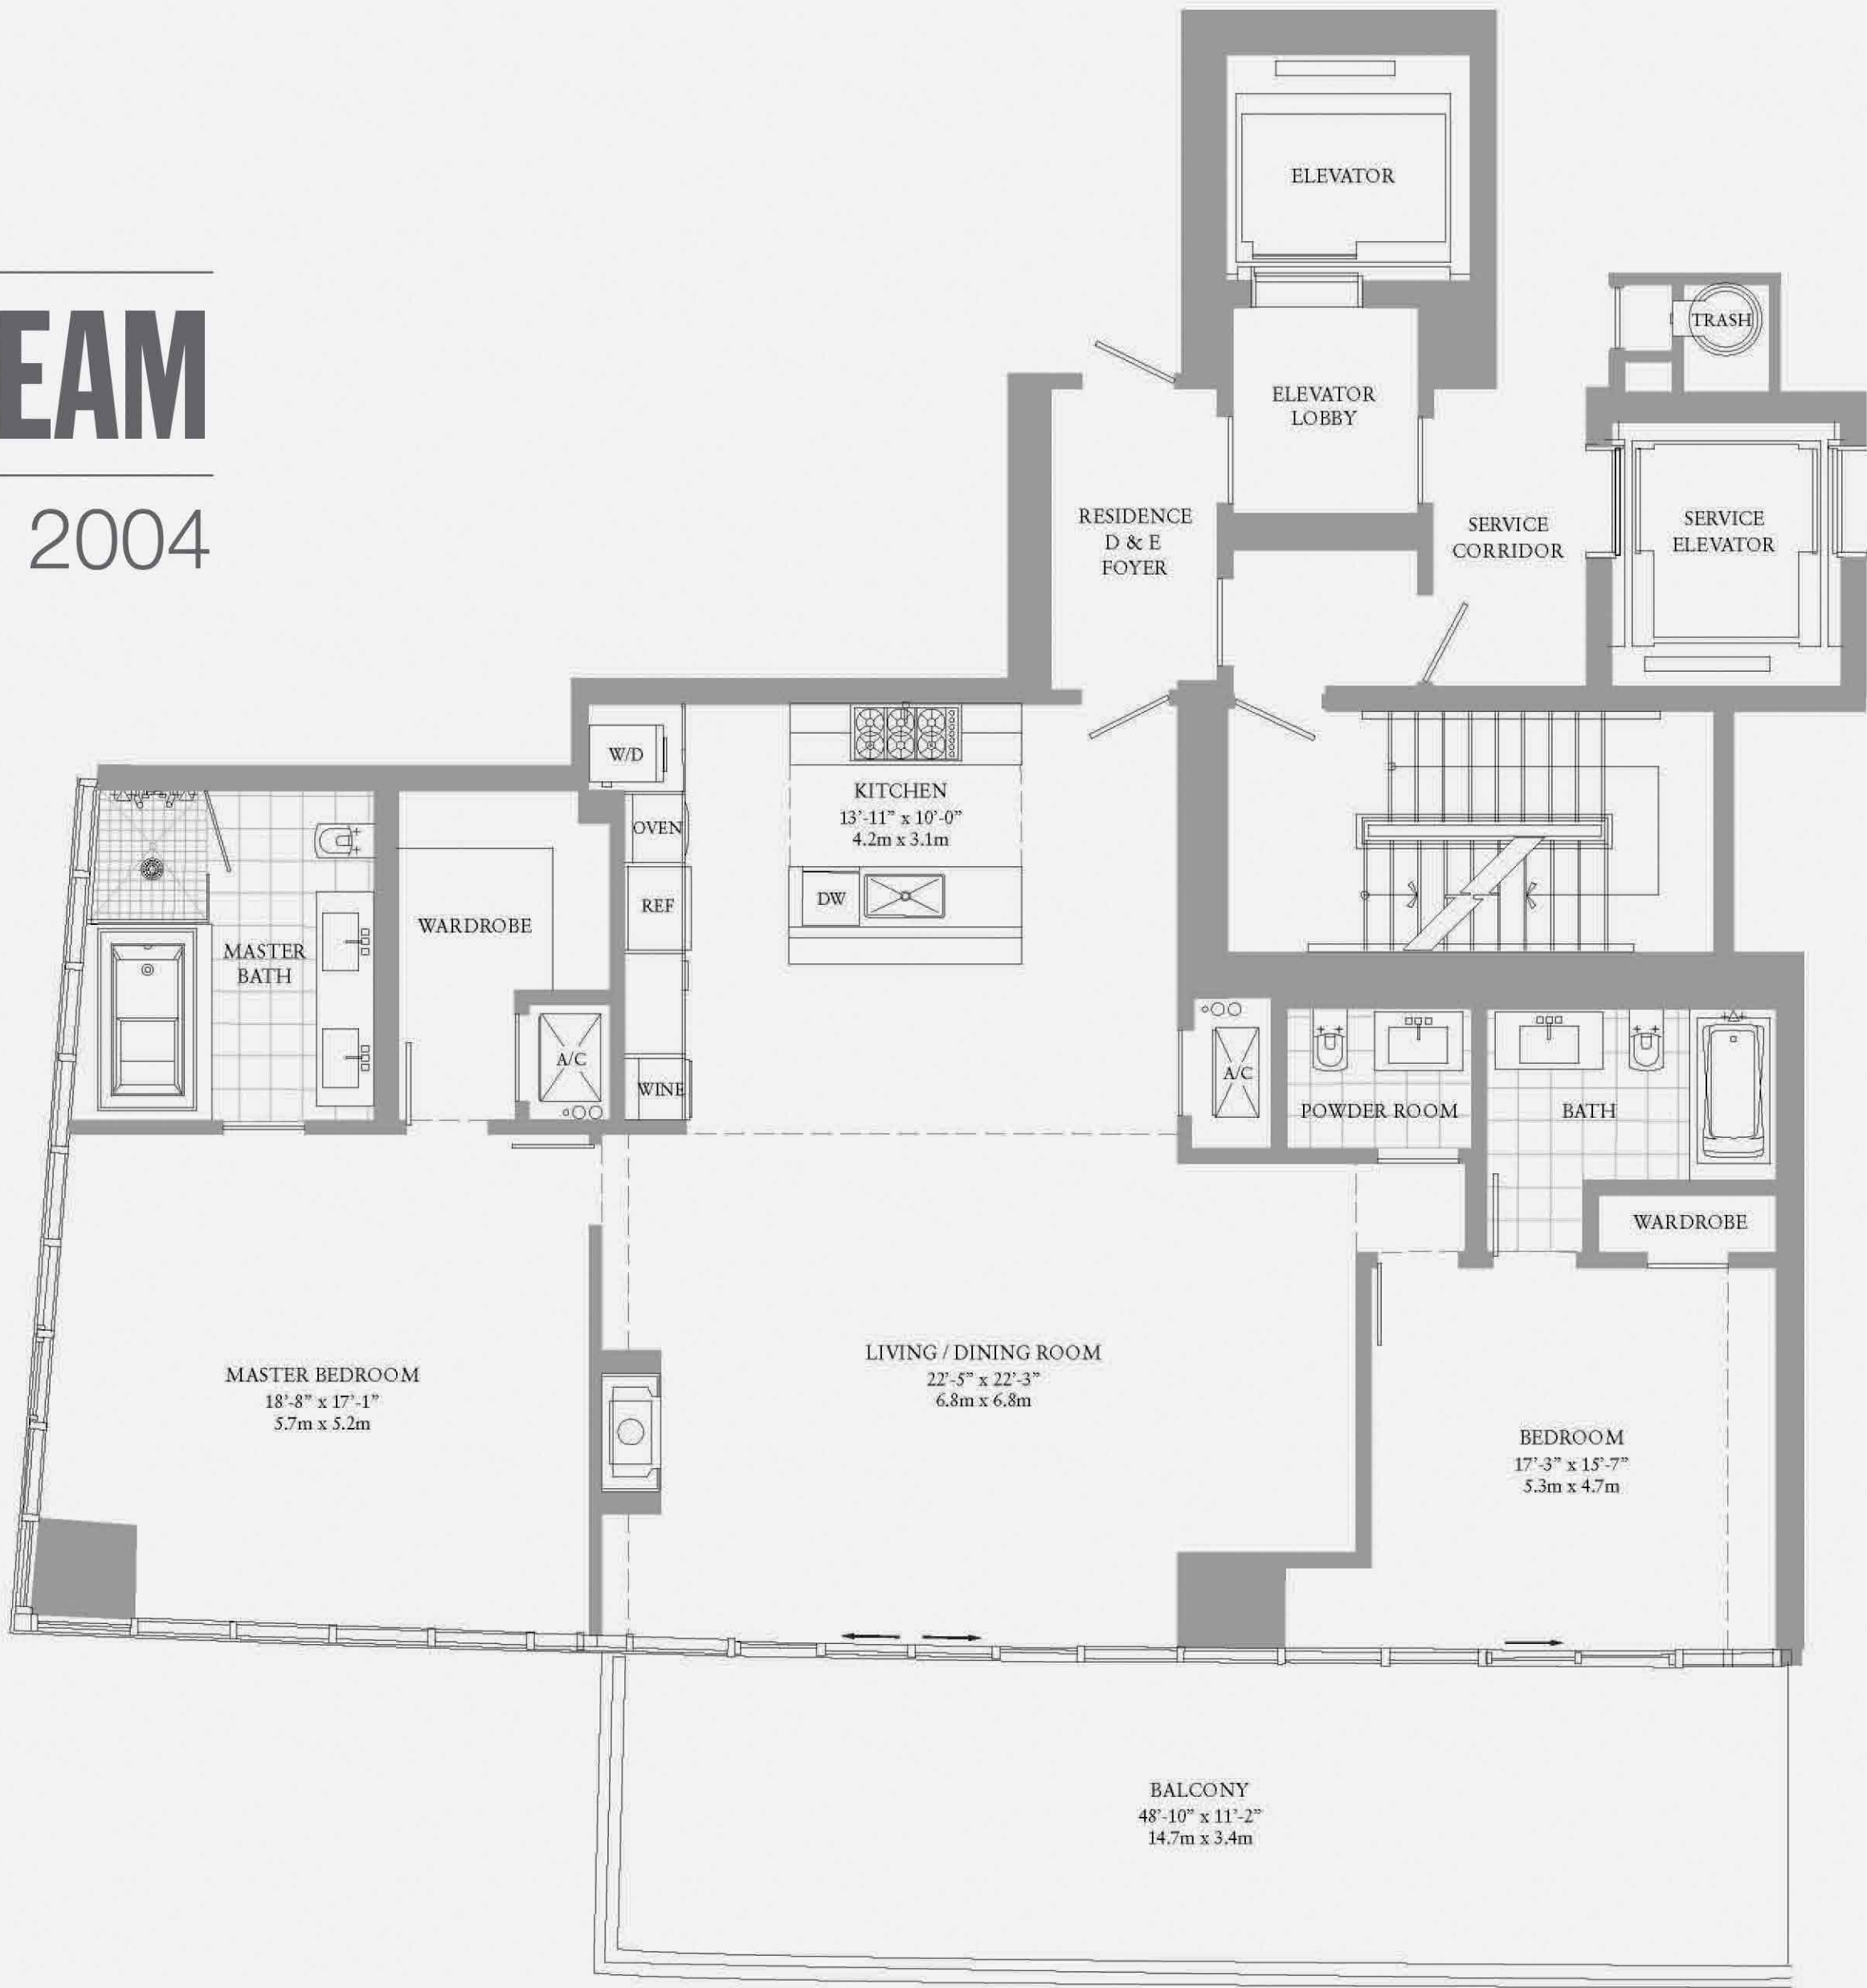 EAM
2004
ELEVATOR
TRASH
ELEVATOR
LOBBY
RESIDENCE
D & E
FOYER
SERVICE
CORRIDOR
SERVICE
ELEVATOR
W/D
KITCHEN
13’-11” x 10’-0”
4.2m x 3.1m
OVEN
REF
DW
WARDROBE
MASTER
BATH
A/C
WINE
A/C
POWDER ROOM
BATH
WARDROBE
MASTER BEDROOM
18’-8” x 17’-1”
5.7m x 5.2m
LIVING / DINING ROOM
22’-5” x 22’-3”
6.8m x 6.8m
BEDROOM
17’-3” x 15’-7”
5.3m x 4.7m
BALCONY
48’-10” x 11’-2”
14.7m x 3.4m